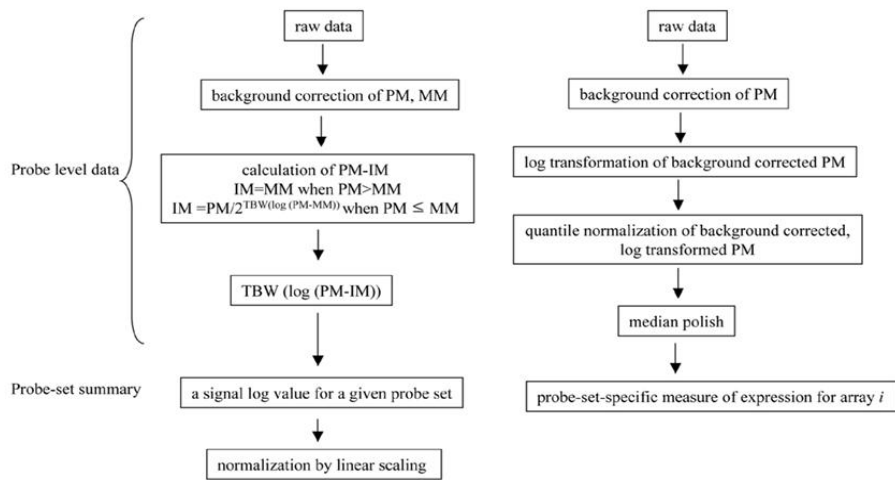 raw data
background correction of PM, MM
Probe level data
calculation of PM-IM
IM=MM when PM>MM
IM =PM/2^TBW(log (PM-MM)) when PM ≤ MM
TBW (log (PM-IM))
Probe-set summary
a signal log value for a given probe set
normalization by linear scaling
raw data
background correction of PM
log transformation of background corrected PM
quantile normalization of background corrected,
log transformed PM
median polish
probe-set-specific measure of expression for array i